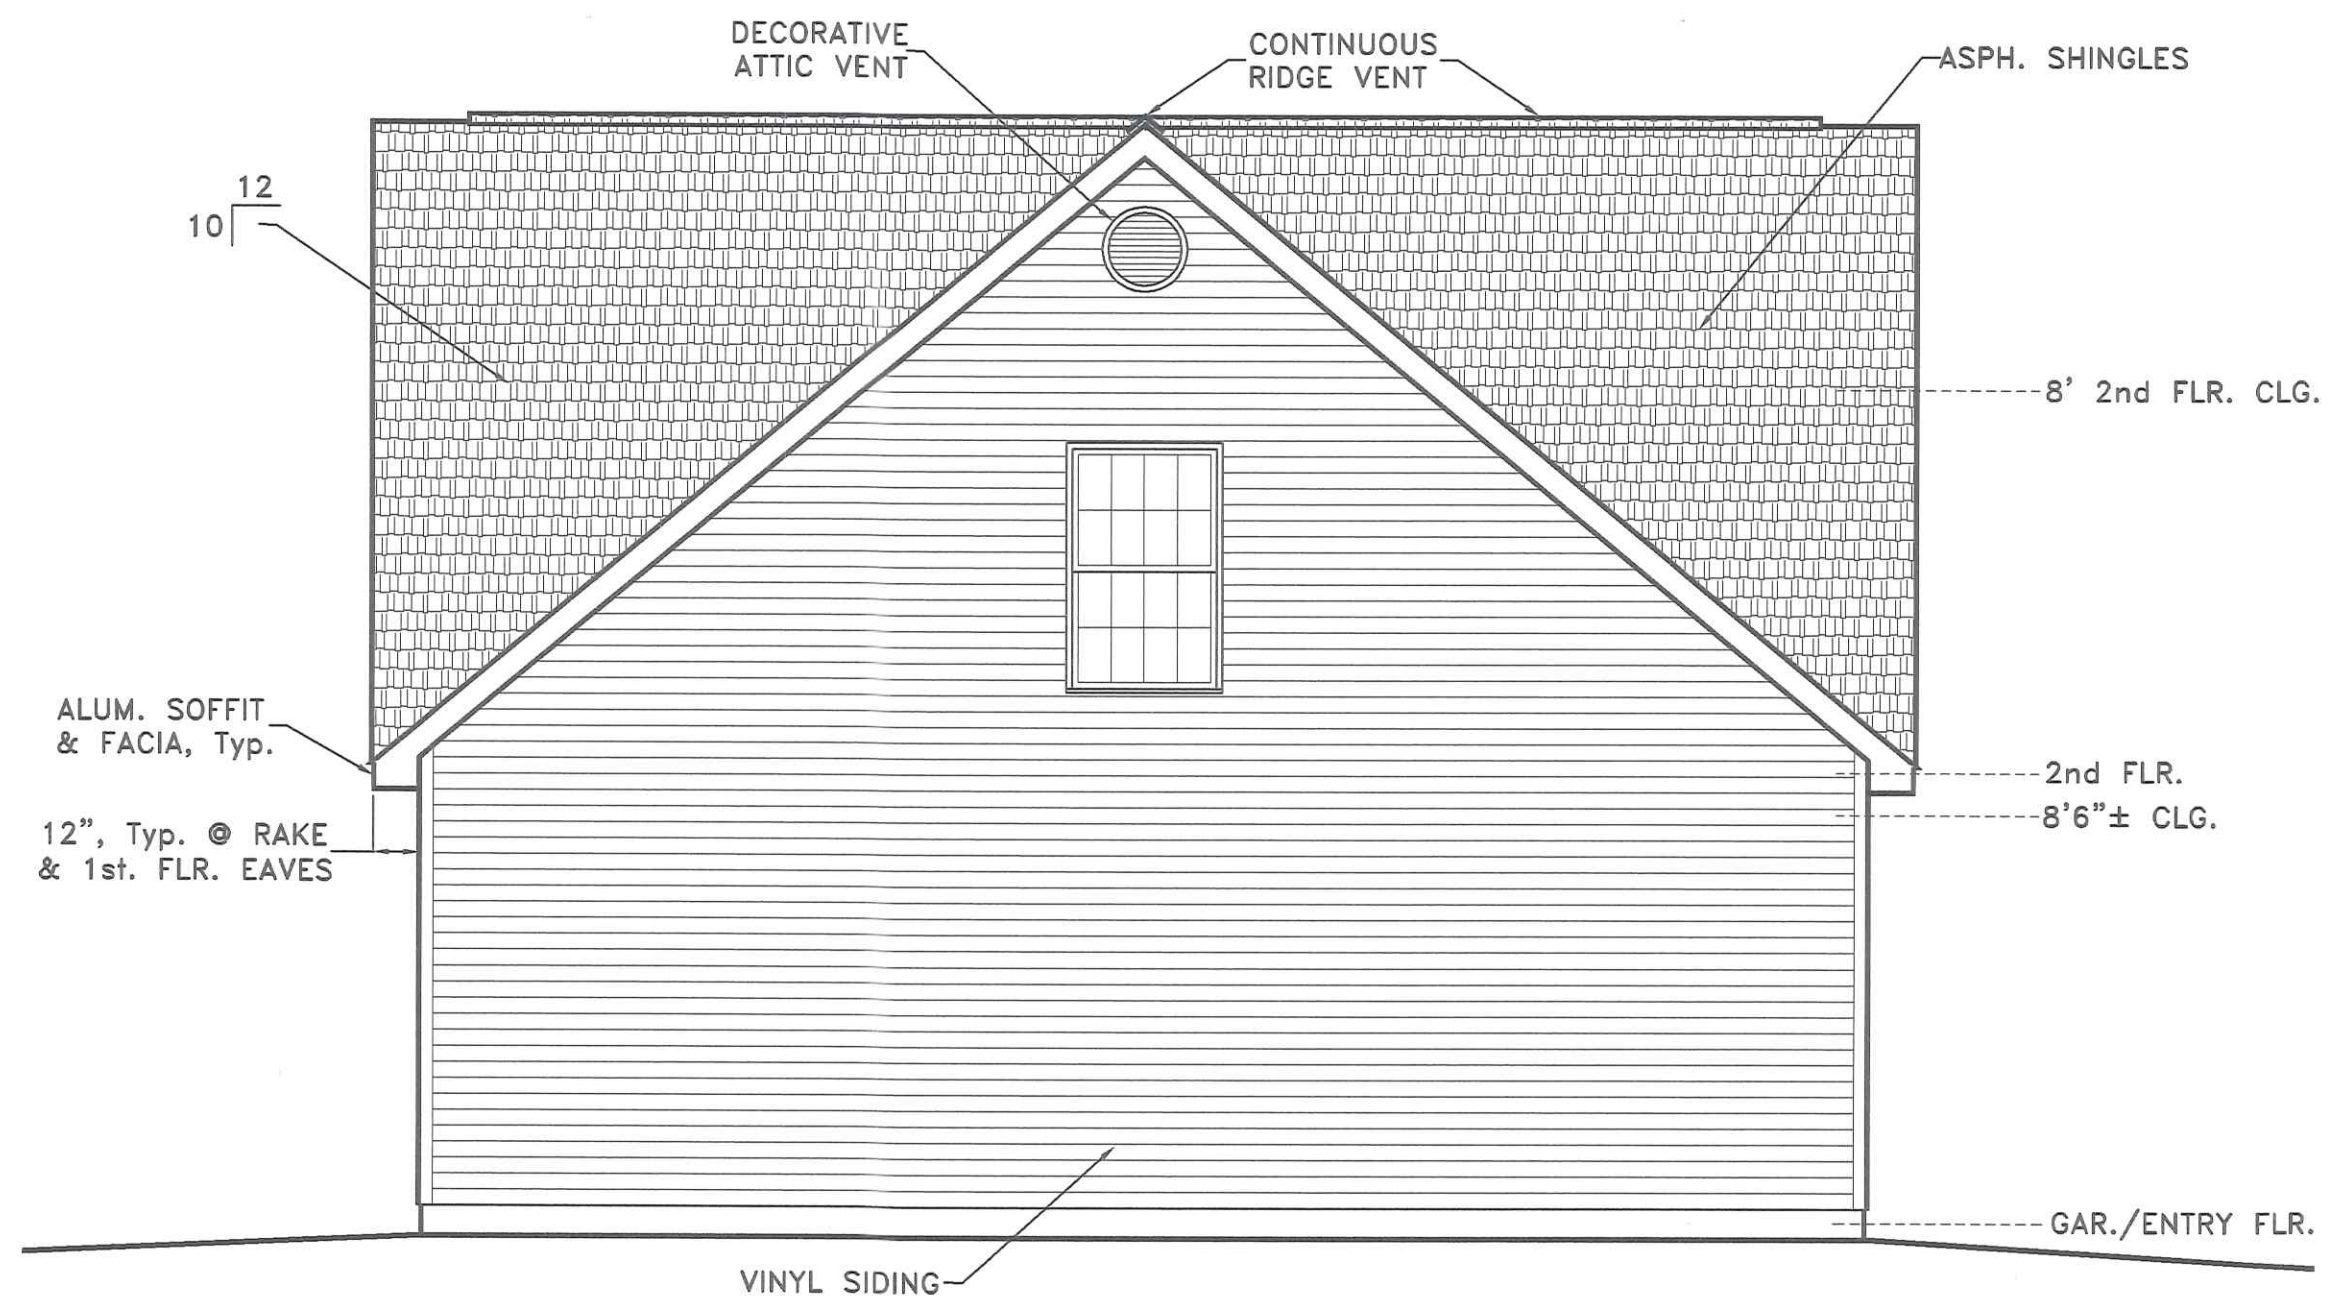 DECORATIVE
ATTIC VENT
CONTINUOUS
RIDGE VENT
ASPH. SHINGLES
12
10
8' 2nd FLR. CLG.
ALUM. SOFFIT
& FACIA, Typ.
2nd FLR.
8'6"± CLG.
12", Typ. @ RAKE
& 1st. FLR. EAVES
GAR./ENTRY FLR.
VINYL SIDING